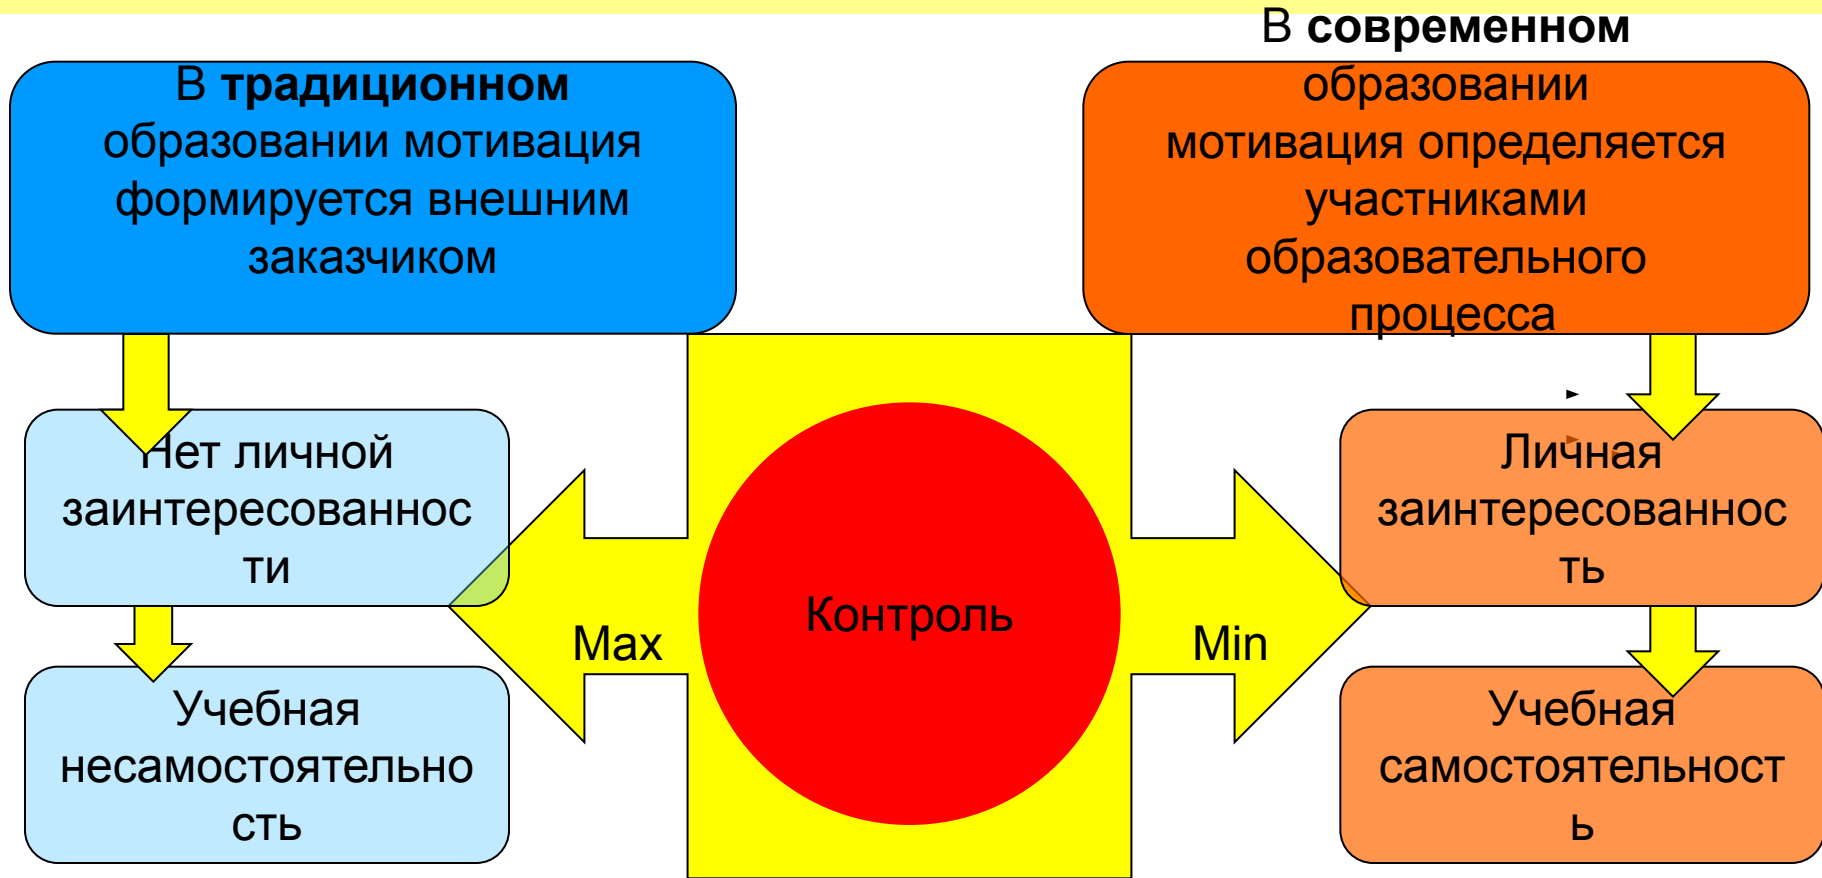 В традиционном
образовании мотивация
формируется внешним
заказчиком
В современном
образовании
мотивация определяется
участниками
образовательного
процесса
Нет личной
заинтересованнос
ти
Учебная
несамостоятельно
сть
Max
Контроль
Min
Личная
заинтересованнос
ть
Учебная
самостоятельност
ь